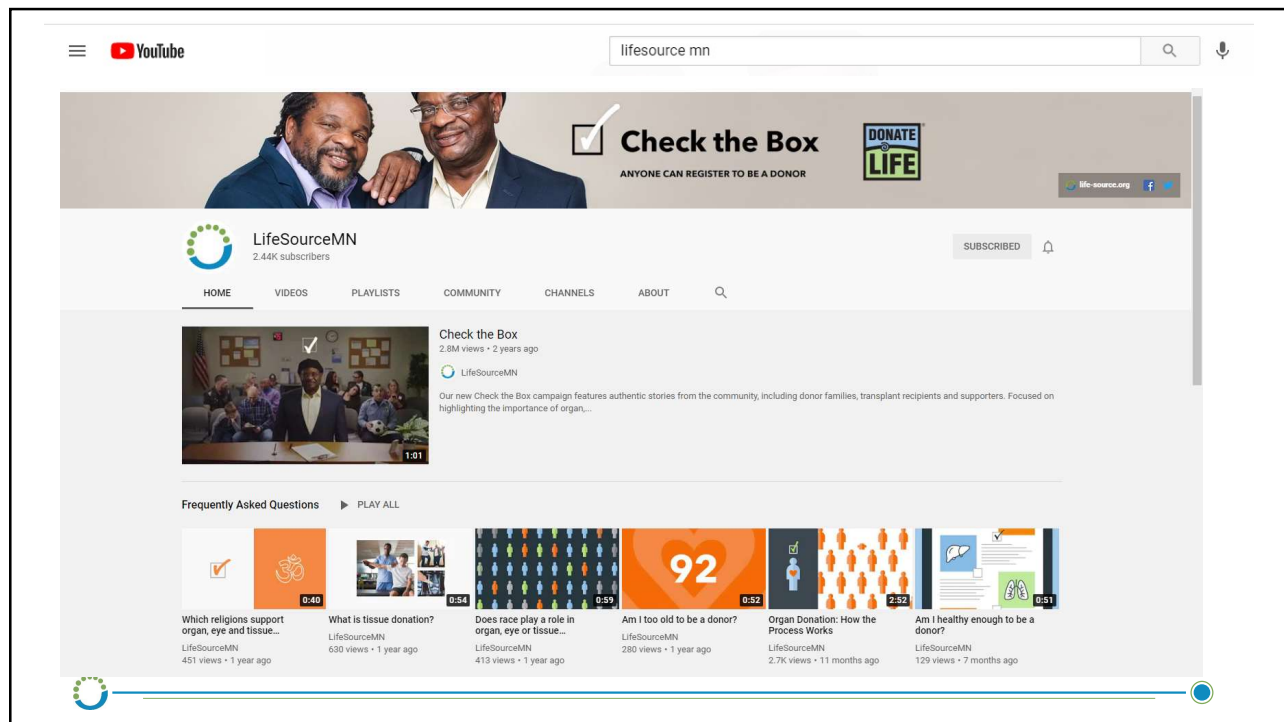 YouTube
lifesource mn
Check the Box
ANYONE CAN REGISTER TO BE A DONOR
DONATE
LIFE
life-source.org
LifeSourceMN
2.44K subscribers
SUBSCRIBED
HOME VIDEOS PLAYLISTS COMMUNITY CHANNELS ABOUT
Check the Box
2.8M views • 2 years ago
LifeSourceMN
Our new Check the Box campaign features authentic stories from the community, including donor families, transplant recipients and supporters. Focused on
highlighting the importance of organ,...
1:01
Frequently Asked Questions PLAY ALL
ॐ
92
0:40 0:54 0:59 0:52 2:52 0:51
Which religions support
organ, eye and tissue...
LifeSourceMN
451 views • 1 year ago
What is tissue donation?
LifeSourceMN
630 views • 1 year ago
Does race play a role in
organ, eye or tissue...
LifeSourceMN
413 views • 1 year ago
Am I too old to be a donor?
LifeSourceMN
280 views • 1 year ago
Organ Donation: How the
Process Works
LifeSourceMN
2.7K views • 11 months ago
Am I healthy enough to be a
donor?
LifeSourceMN
129 views • 7 months ago